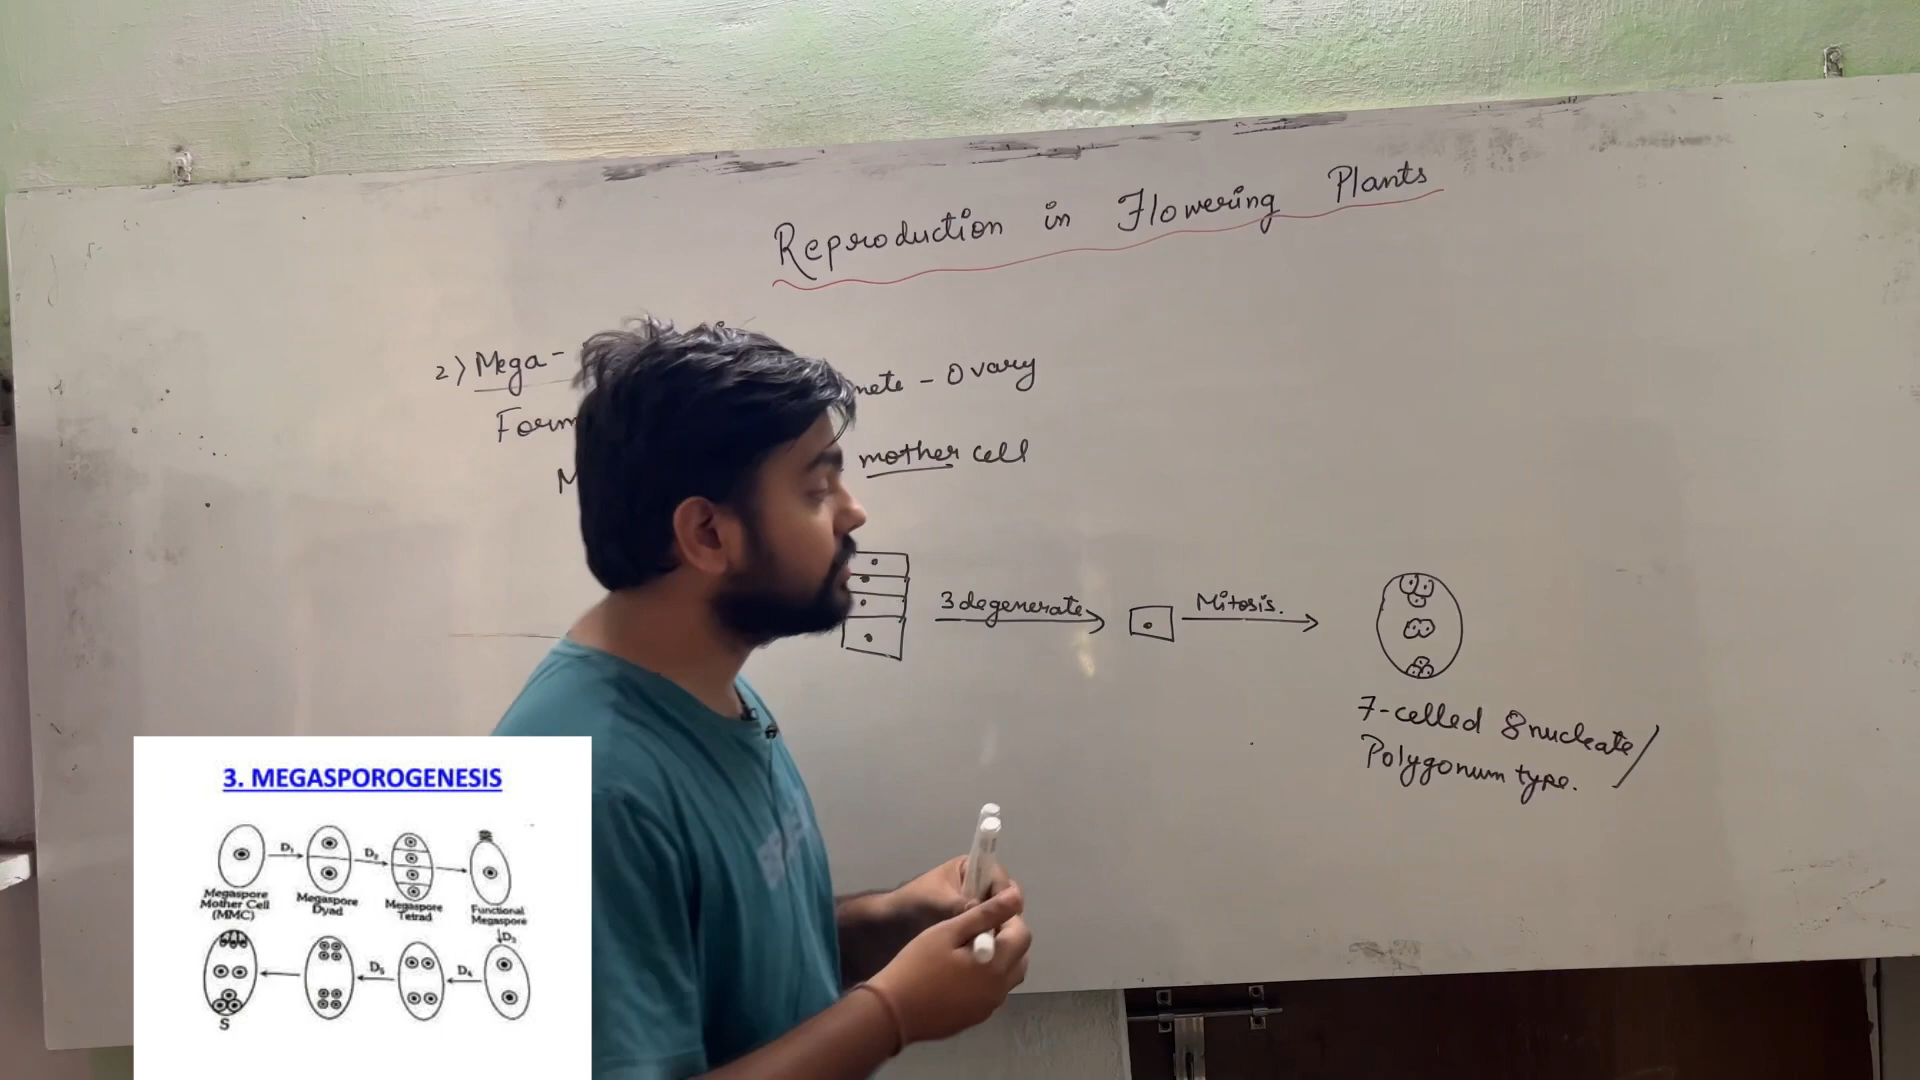 Reproduction in Flowering Plants
2) Mega-
Form
nete - Ovary
M
mother cell
3 degenerate
Mitosis.
7-celled 8 nucleate/
Polygonum type.
3. MEGASPOROGENESIS
D₁
D₂
Megaspore
Mother Cell
(MMC)
Megaspore
Dyad
Megaspore
Tetrad
Functional
Megaspore
D₃
D₅
D₄
S